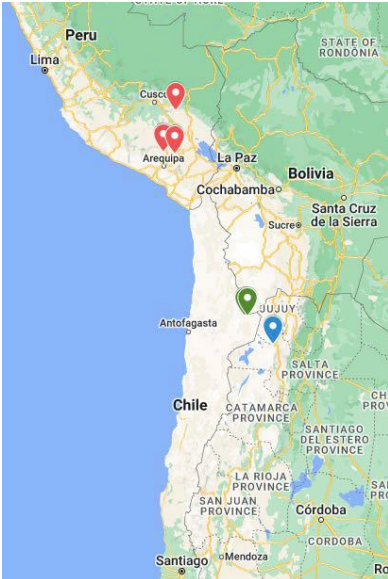 Peru
STATE OF
RONDÔNIA
Lima
Cusco
Arequipa
La Paz
Bolivia
Cochabamba
Santa Cruz
de la Sierra
Sucre
JUJUY
Antofagasta
SALTA
PROVINCE
Chile
CATAMARCA
PROVINCE
SANTIAGO
DEL ESTERO
PROVINCE
LA RIOJA
PROVINCE
SAN JUAN
PROVINCE
Córdoba
CORDOBA
Santiago
Mendoza